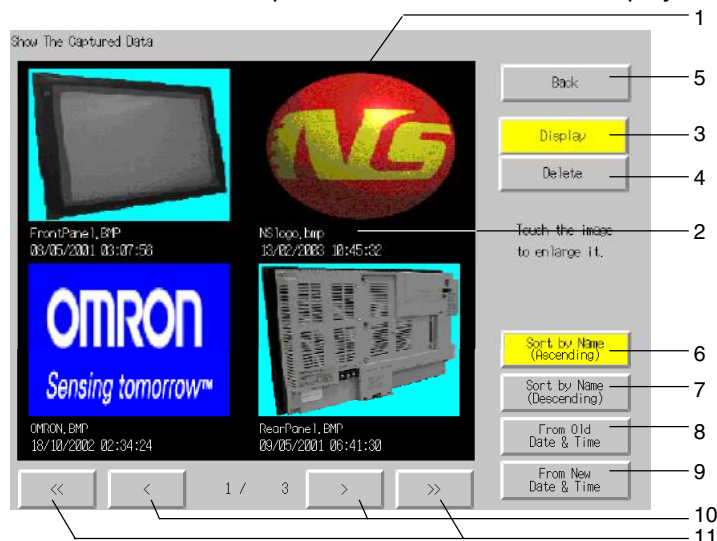 1
Show The Captured Data
Back
5
Display
3
Delete
4
NS
FrontPanel.BMP
08/05/2001 03:07:56
NSlogo.bmp
13/02/2003 10:45:32
2
Touch the image
to enlarge it.
OMRON
Sensing tomorrow™
Sort by Name
(Ascending)
6
Sort by Name
(Descending)
7
OMRON.BMP
18/10/2002 02:34:24
RearPanel.BMP
09/05/2001 06:41:30
From Old
Date & Time
8
From New
Date & Time
9
<<
<
1 / 3
>
>>
10
11